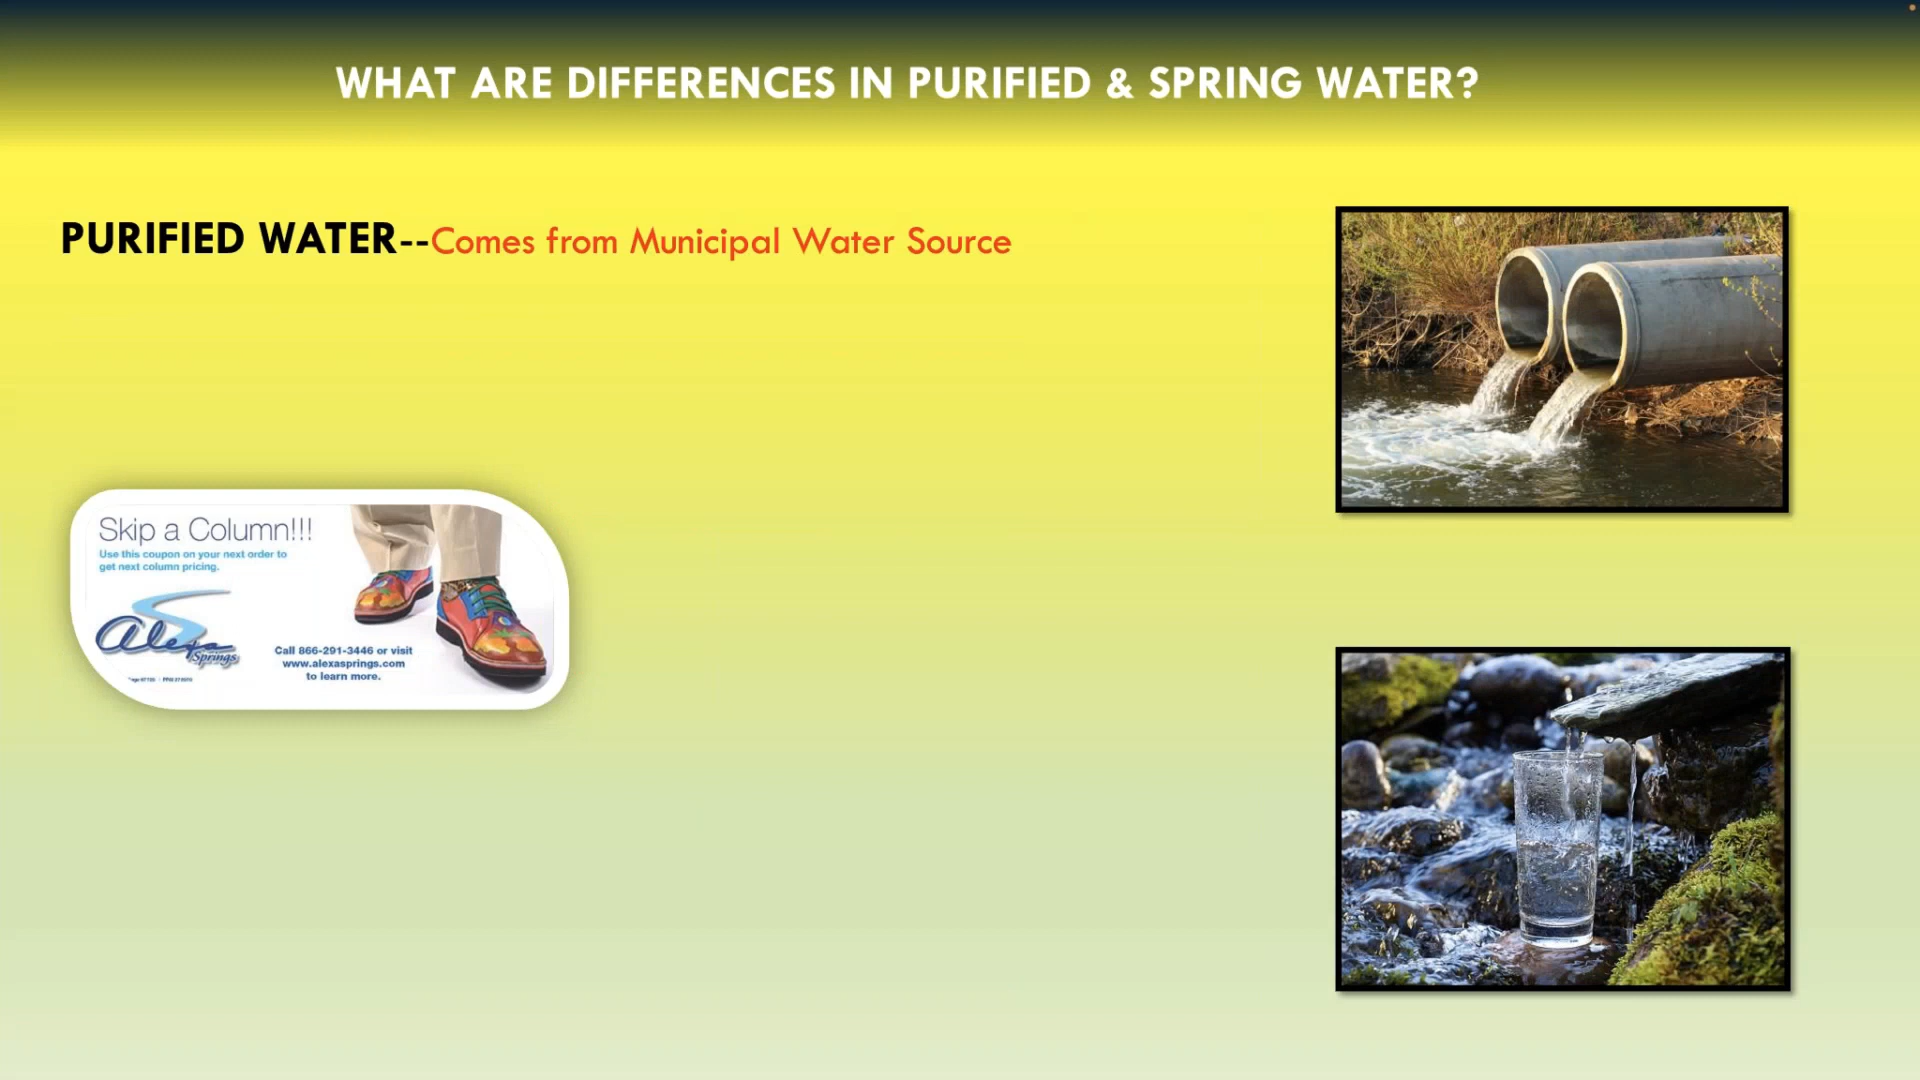 WHAT ARE DIFFERENCES IN PURIFIED & SPRING WATER?
PURIFIED WATER--Comes from Municipal Water Source
Skip a Column!!!
Use this coupon on your next order to
get next column pricing.
Alexa
Springs
Call 866-291-3446 or visit
www.alexasprings.com
to learn more.